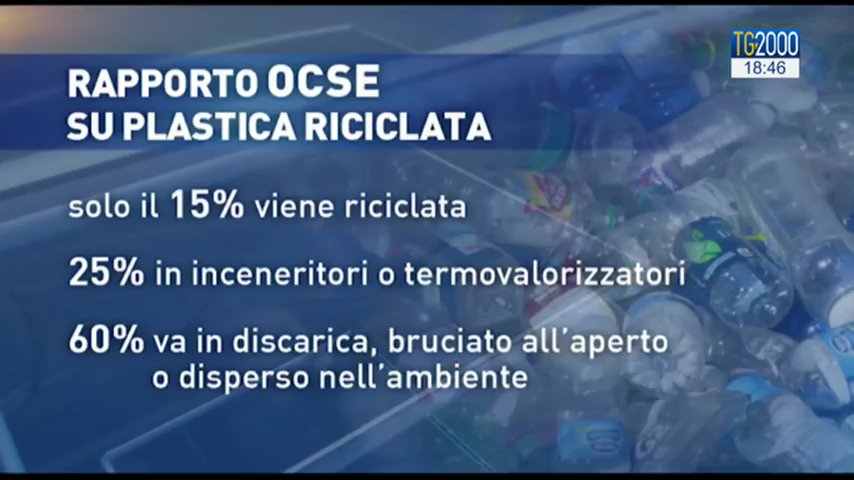 TG2000
18:46
RAPPORTO OCSE
SU PLASTICA RICICLATA
solo il 15% viene riciclata
25% in inceneritori o termovalorizzatori
60% va in discarica, bruciato all'aperto
o disperso nell'ambiente